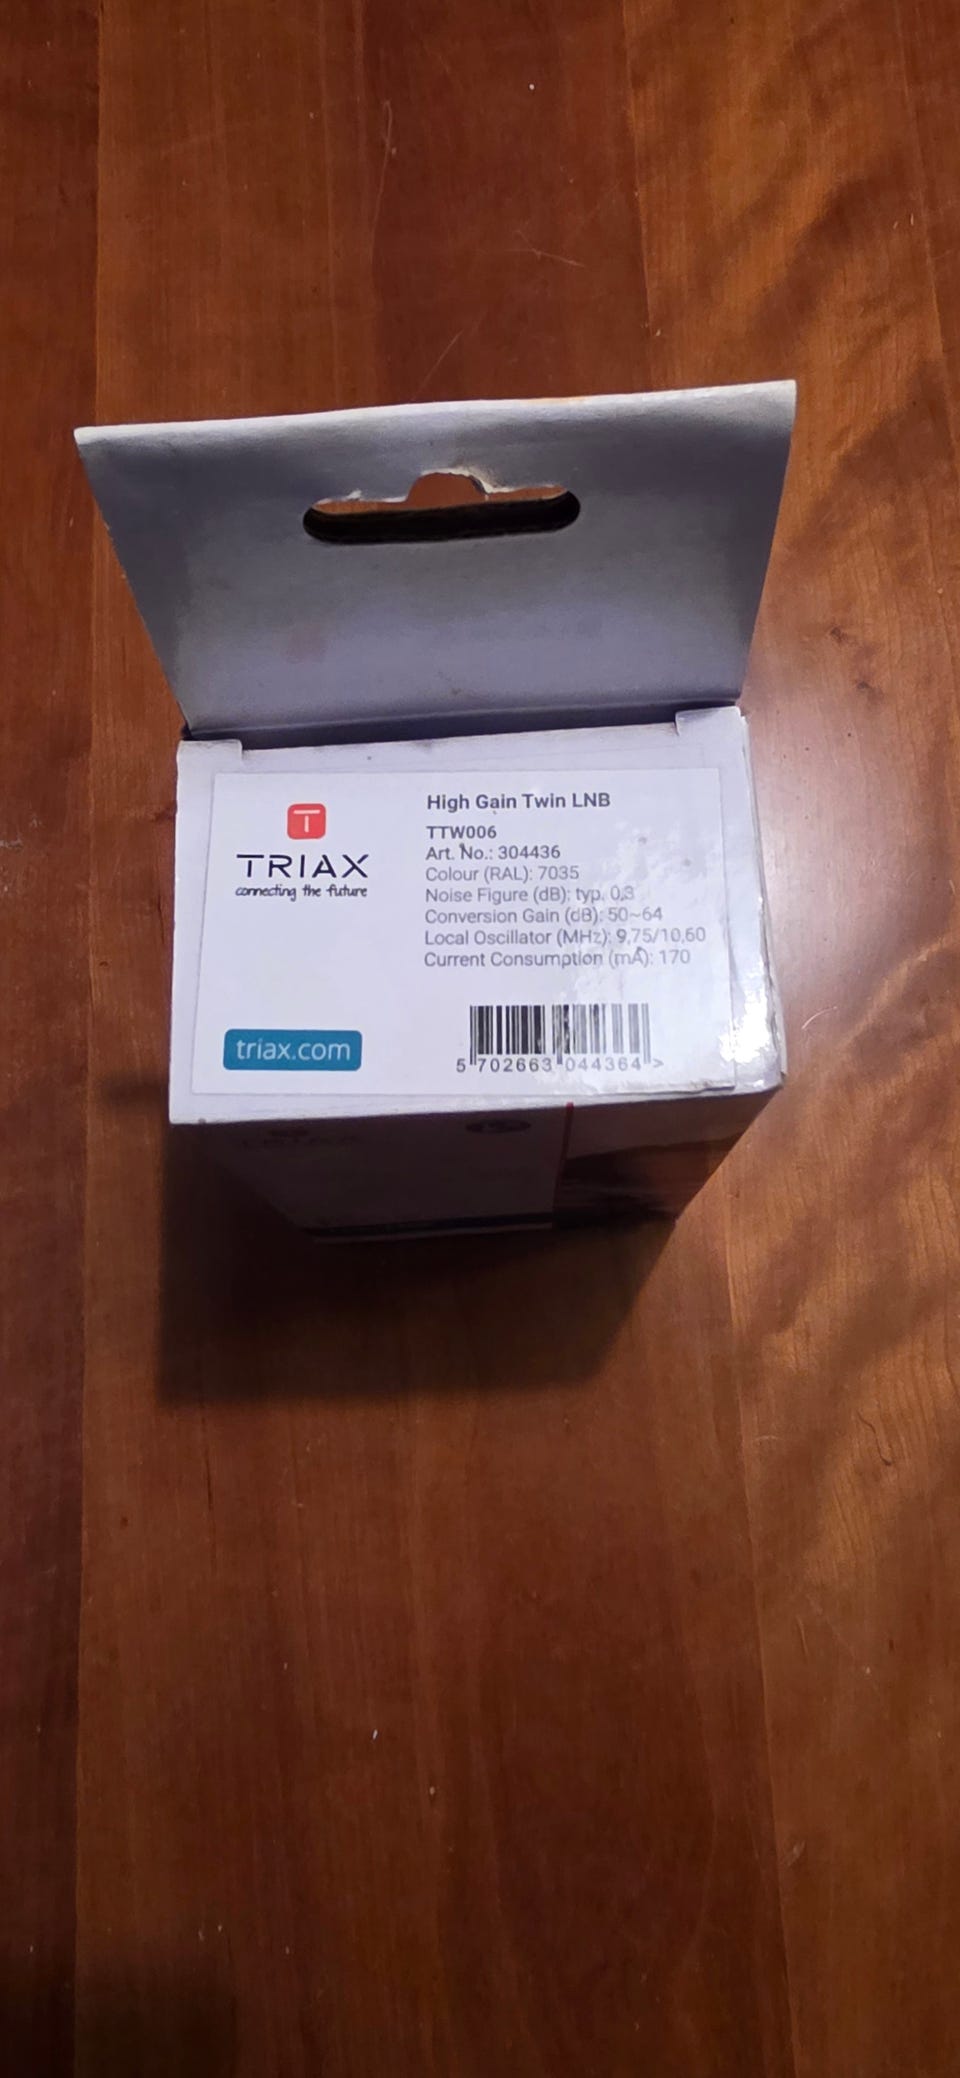 T
TRIAX
connecting the future
triax.com
High Gain Twin LNB
TTW006
Art. No.: 304436
Colour (RAL): 7035
Noise Figure (dB): typ. 0,3
Conversion Gain (dB): 50~64
Local Oscillator (MHz): 9,75/10,60
Current Consumption (mA): 170
5 702663 044364 >